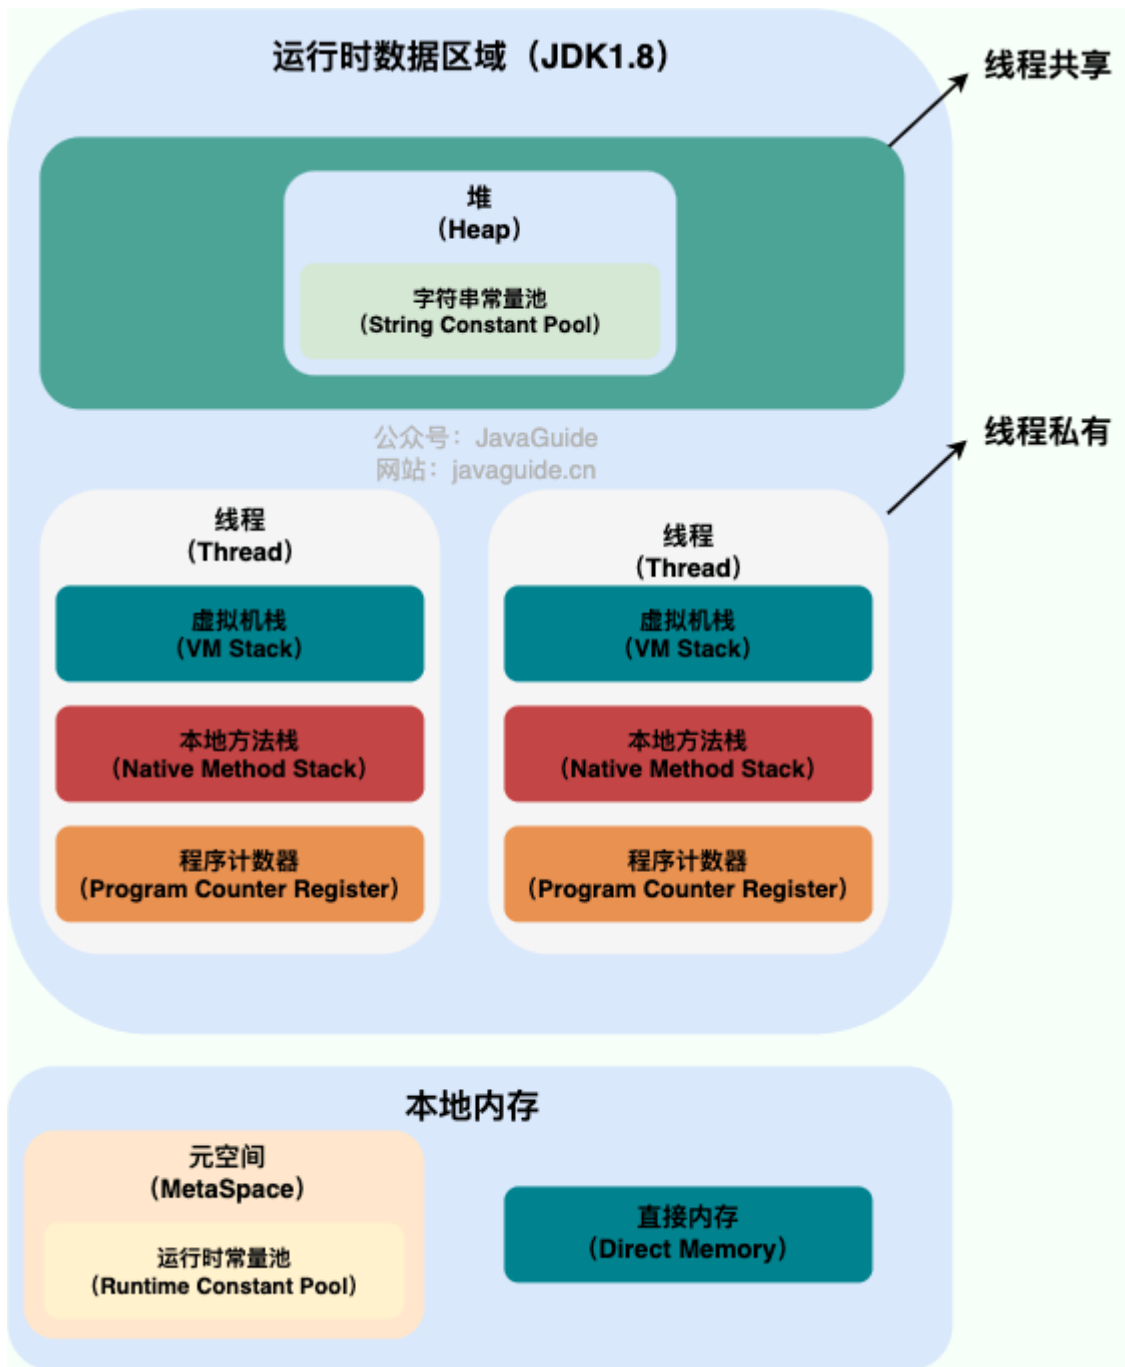 运行时数据区域（JDK1.8）
线程共享
堆
（Heap）
字符串常量池
（String Constant Pool）
公众号：JavaGuide
网站：javaguide.cn
线程私有
线程
（Thread）
虚拟机栈
（VM Stack）
本地方法栈
（Native Method Stack）
程序计数器
（Program Counter Register）
线程
（Thread）
虚拟机栈
（VM Stack）
本地方法栈
（Native Method Stack）
程序计数器
（Program Counter Register）
本地内存
元空间
（MetaSpace）
运行时常量池
（Runtime Constant Pool）
直接内存
（Direct Memory）